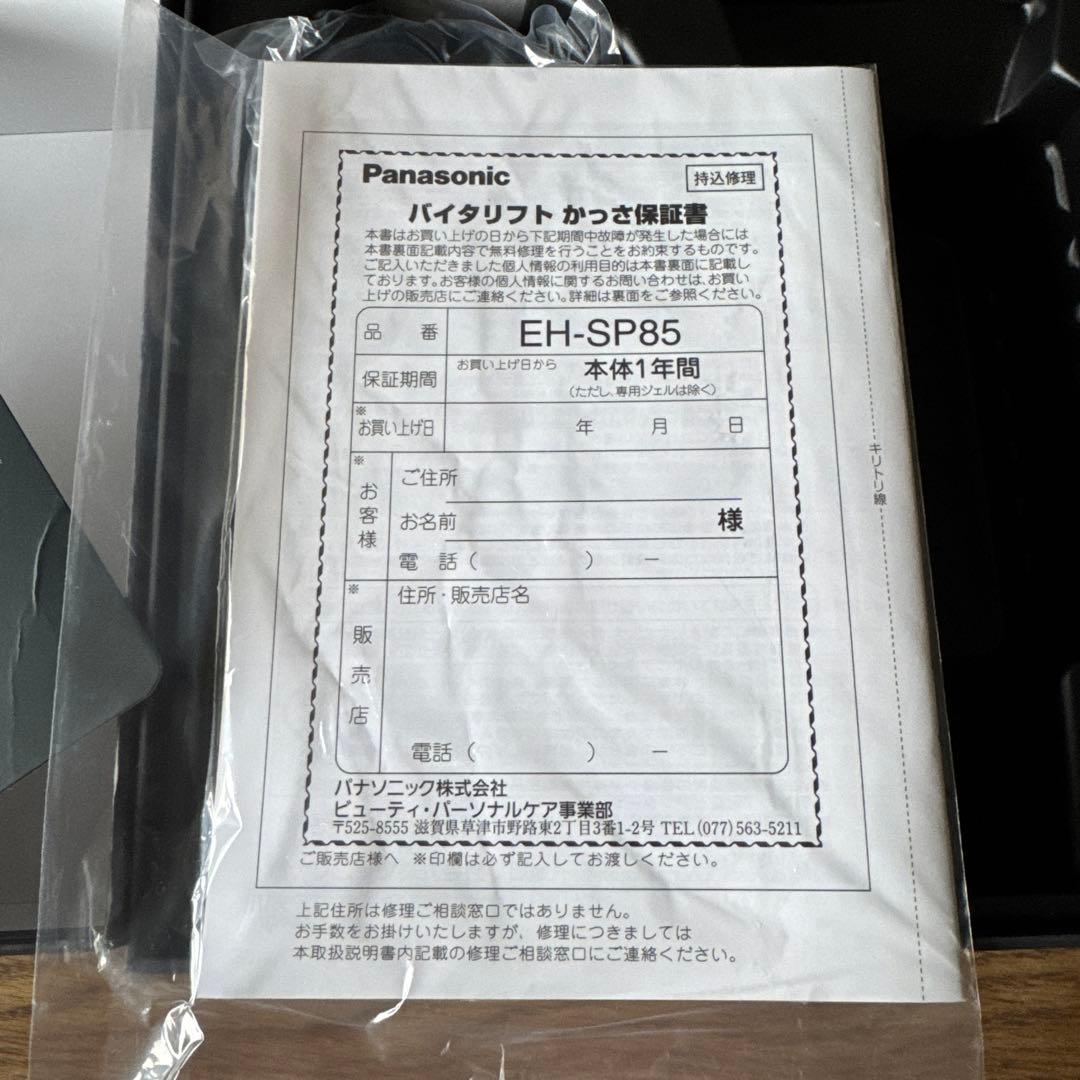 Panasonic
持込修理
バイタリフト かっさ保証書
本書はお買い上げの日から下記期間中故障が発生した場合には
本書裏面記載内容で無料修理を行うことをお約束するものです。
ご記入いただきました個人情報の利用目的は本書裏面に記載し
ております。お客様の個人情報に関するお問い合わせは、お買い
上げの販売店にご連絡ください。詳細は裏面をご参照ください。
品 番 EH-SP85
保証期間 お買い上げ日から 本体1年間
(ただし、専用ジェルは除く)
※
お買い上げ日 年 月 日
※
お客様
ご住所
お名前 様
電 話 ( ) ー
※
販売店
住所・販売店名
電話 ( ) ー
パナソニック株式会社
ビューティ・パーソナルケア事業部
〒525-8555 滋賀県草津市野路東2丁目3番1-2号 TEL (077) 563-5211
ご販売店様へ ※印欄は必ず記入してお渡しください。
上記住所は修理ご相談窓口ではありません。
お手数をお掛けいたしますが、修理につきましては
本取扱説明書内記載の修理ご相談窓口にご連絡ください。
キリトリ線